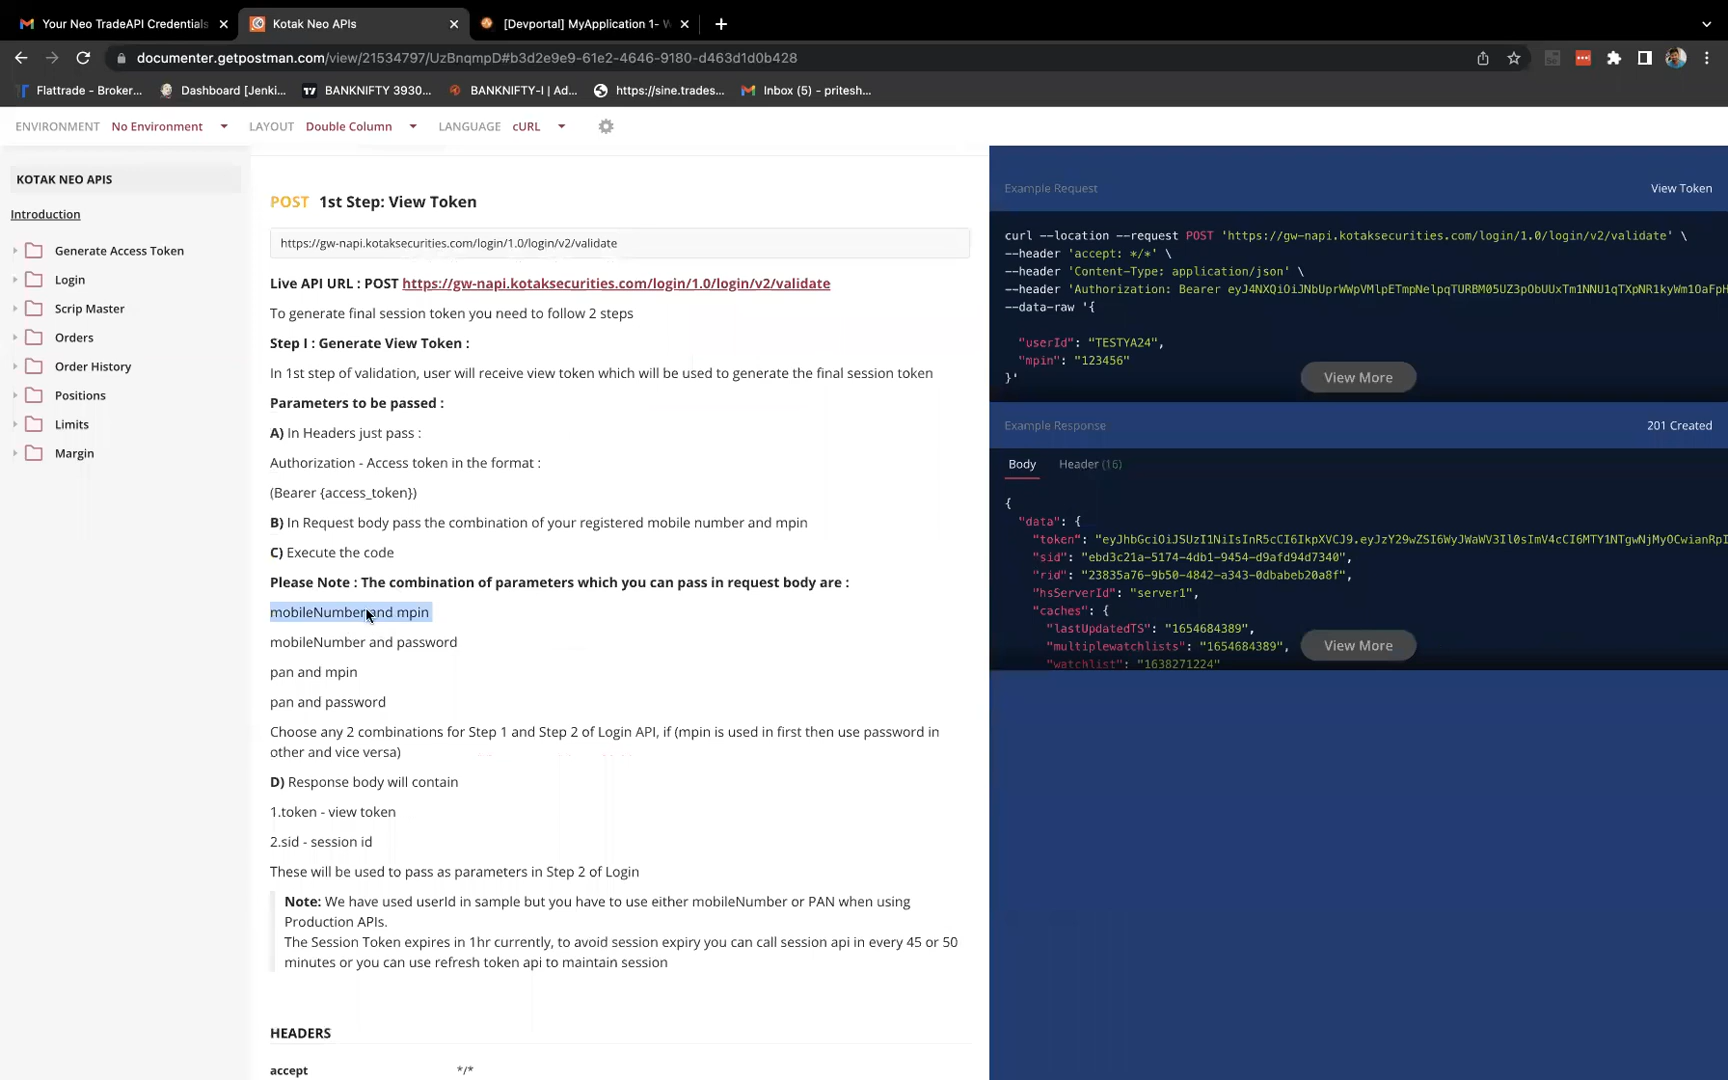 Your Neo TradeAPI Credentials
Kotak Neo APIs
[Devportal] MyApplication 1- W
documenter.getpostman.com/view/21534797/UzBnqmpD#b3d2e9e9-61e2-4646-9180-d463d1d0b428
Flattrade - Broker...
Dashboard [Jenki...
BANKNIFTY 3930...
BANKNIFTY-I | Ad...
https://sine.trades...
Inbox (5) - pritesh...
ENVIRONMENT No Environment
LAYOUT Double Column
LANGUAGE cURL
KOTAK NEO APIS
Introduction
Generate Access Token
Login
Scrip Master
Orders
Order History
Positions
Limits
Margin
POST 1st Step: View Token
https://gw-napi.kotaksecurities.com/login/1.0/login/v2/validate
Live API URL : POST https://gw-napi.kotaksecurities.com/login/1.0/login/v2/validate
To generate final session token you need to follow 2 steps
Step I : Generate View Token :
In 1st step of validation, user will receive view token which will be used to generate the final session token
Parameters to be passed :
A) In Headers just pass :
Authorization - Access token in the format :
(Bearer {access_token})
B) In Request body pass the combination of your registered mobile number and mpin
C) Execute the code
Please Note : The combination of parameters which you can pass in request body are :
mobileNumber and mpin
mobileNumber and password
pan and mpin
pan and password
Choose any 2 combinations for Step 1 and Step 2 of Login API, if (mpin is used in first then use password in
other and vice versa)
D) Response body will contain
1.token - view token
2.sid - session id
These will be used to pass as parameters in Step 2 of Login
Note: We have used userId in sample but you have to use either mobileNumber or PAN when using
Production APIs.
The Session Token expires in 1hr currently, to avoid session expiry you can call session api in every 45 or 50
minutes or you can use refresh token api to maintain session
HEADERS
accept */*
Example Request
View Token
curl --location --request POST 'https://gw-napi.kotaksecurities.com/login/1.0/login/v2/validate' \
--header 'accept: */*' \
--header 'Content-Type: application/json' \
--header 'Authorization: Bearer
--data-raw '{
"userId": "TESTYA24",
"mpin": "123456"
}'
View More
Example Response
201 Created
Body
Header (16)
{
"data": {
"token":
"sid": "ebd3c21a-5174-4db1-9454-d9afd94d7340",
"rid": "23835a76-9b50-4842-a343-0dbabeb20a8f",
"hsServerId": "server1",
"caches": {
"lastUpdatedTS": "1654684389",
"multiplewatchlists": "1654684389",
"watchlist": "1638271224"
View More